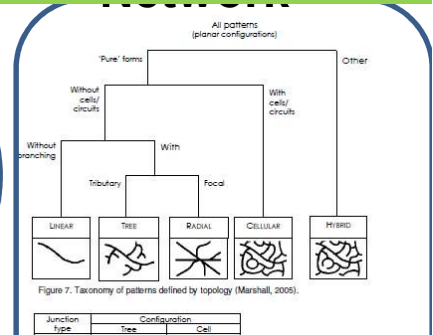 Network
All patterns
(planar configurations)
'Pure' forms
Other
Without
cells/
circuits
With
cells/
circuits
Without
branching
With
Tributary
Focal
LINEAR
TREE
RADIAL
CELLULAR
HYBRID
Figure 7. Taxonomy of patterns defined by topology (Marshall, 2005).
Junction
type
Configuration
Tree
Cell